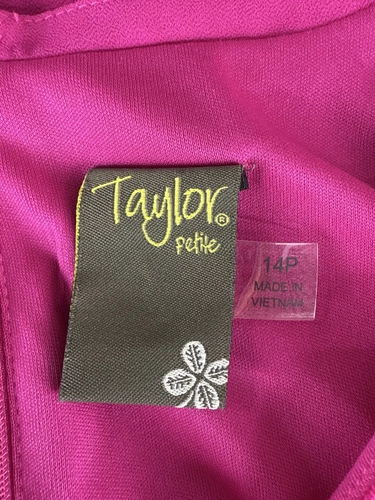 Taylor®
Petite
14P
MADE IN
VIETNAM